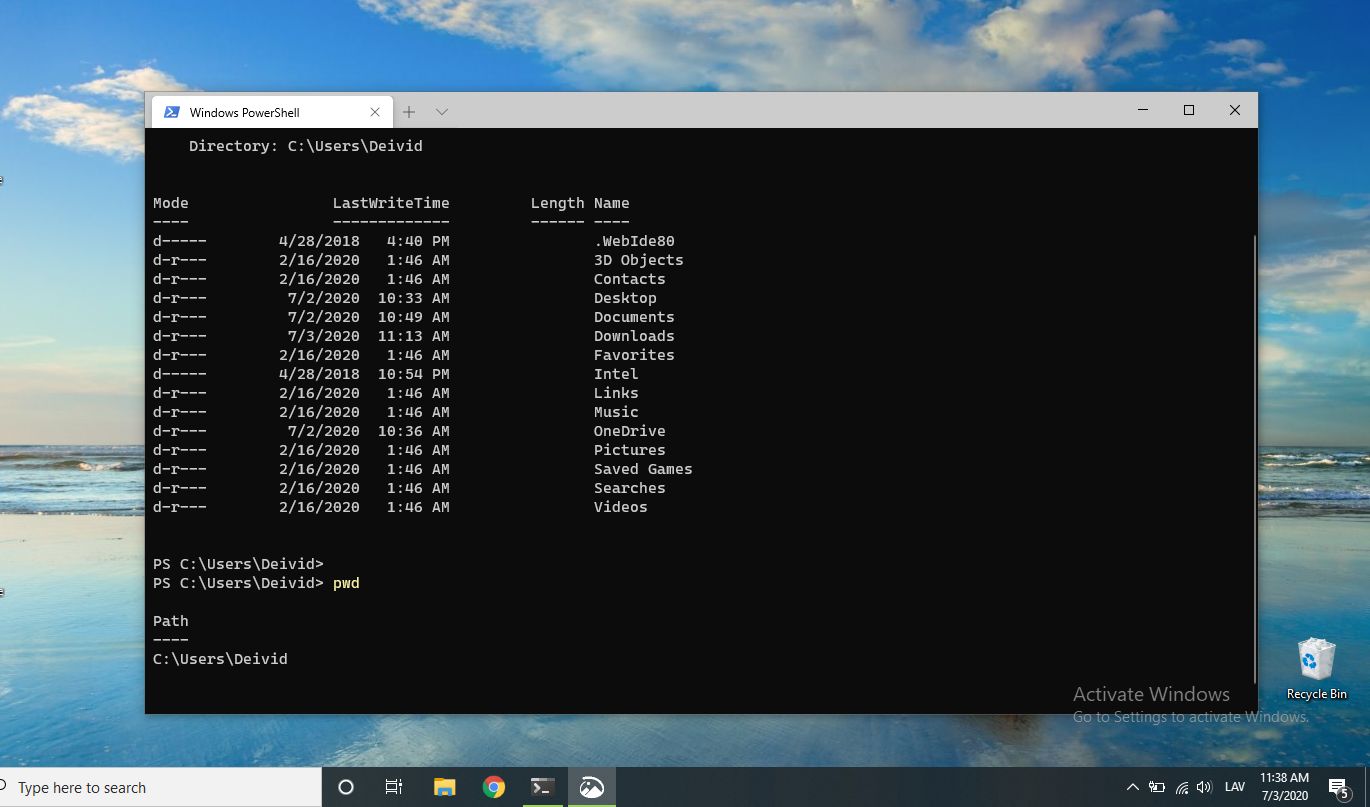 Windows PowerShell
Directory: C:\Users\Deivid
Mode LastWriteTime Length Name
---- ------------- ------ ----
d----- 4/28/2018 4:40 PM .WebIde80
d-r--- 2/16/2020 1:46 AM 3D Objects
d-r--- 2/16/2020 1:46 AM Contacts
d-r--- 7/2/2020 10:33 AM Desktop
d-r--- 7/2/2020 10:49 AM Documents
d-r--- 7/3/2020 11:13 AM Downloads
d-r--- 2/16/2020 1:46 AM Favorites
d----- 4/28/2018 10:54 PM Intel
d-r--- 2/16/2020 1:46 AM Links
d-r--- 2/16/2020 1:46 AM Music
d-r--- 7/2/2020 10:36 AM OneDrive
d-r--- 2/16/2020 1:46 AM Pictures
d-r--- 2/16/2020 1:46 AM Saved Games
d-r--- 2/16/2020 1:46 AM Searches
d-r--- 2/16/2020 1:46 AM Videos
PS C:\Users\Deivid>
PS C:\Users\Deivid> pwd
Path
----
C:\Users\Deivid
Activate Windows
Go to Settings to activate Windows.
Recycle Bin
Type here to search
LAV
11:38 AM
7/3/2020
5